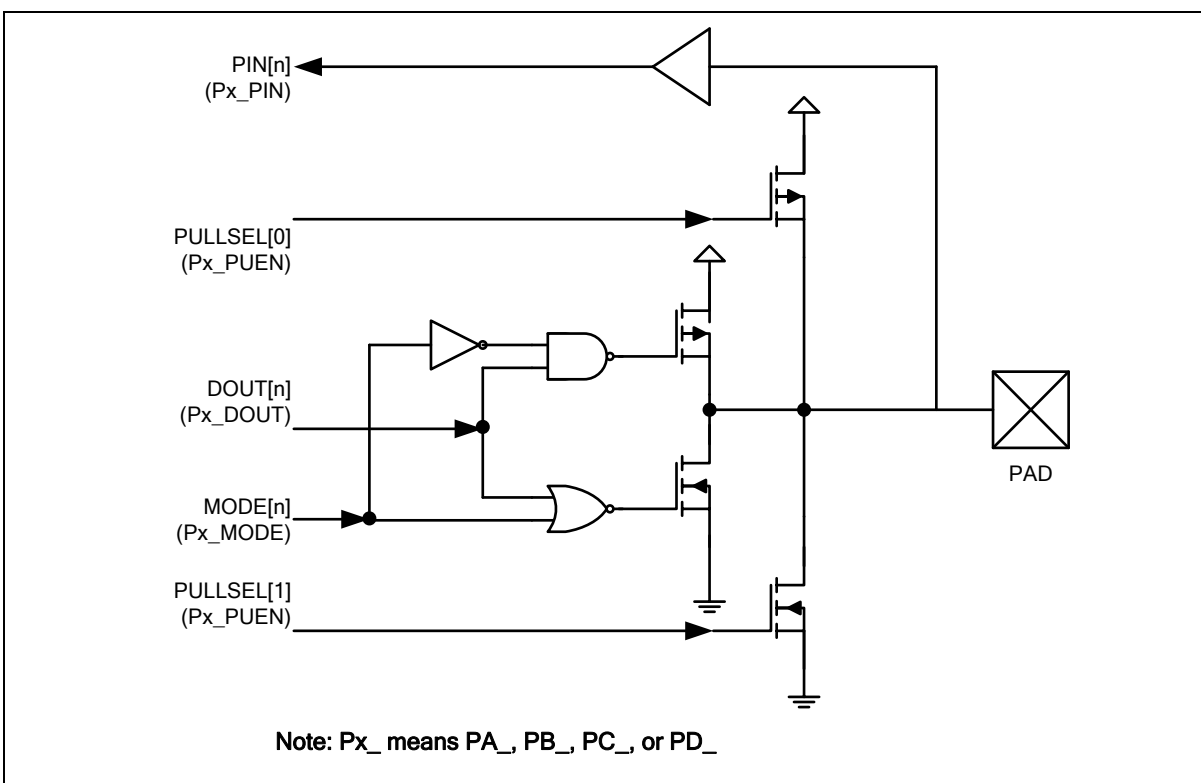 PIN[n]
(Px_PIN)
PULLSEL[0]
(Px_PUEN)
DOUT[n]
(Px_DOUT)
MODE[n]
(Px_MODE)
PULLSEL[1]
(Px_PUEN)
PAD
Note: Px_ means PA_, PB_, PC_, or PD_